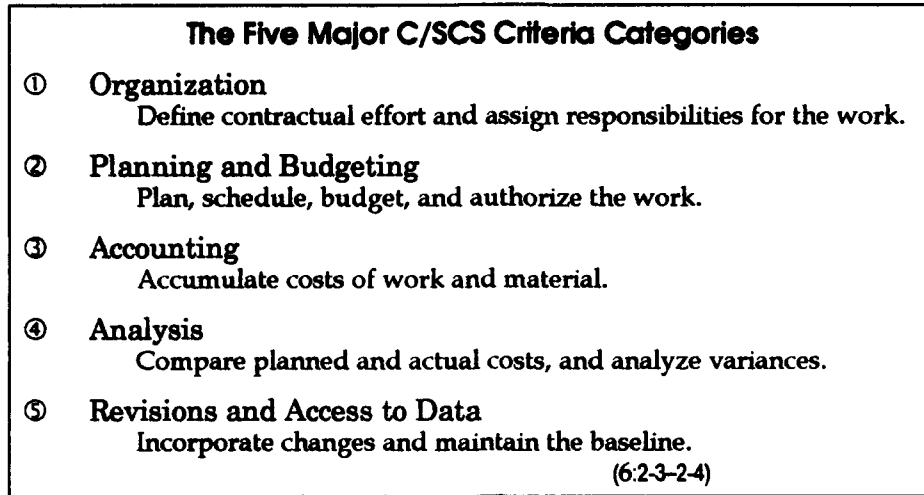 The Five Major C/SCS Criteria Categories
① Organization
Define contractual effort and assign responsibilities for the work.
② Planning and Budgeting
Plan, schedule, budget, and authorize the work.
③ Accounting
Accumulate costs of work and material.
④ Analysis
Compare planned and actual costs, and analyze variances.
⑤ Revisions and Access to Data
Incorporate changes and maintain the baseline.
(6:2-3–2-4)